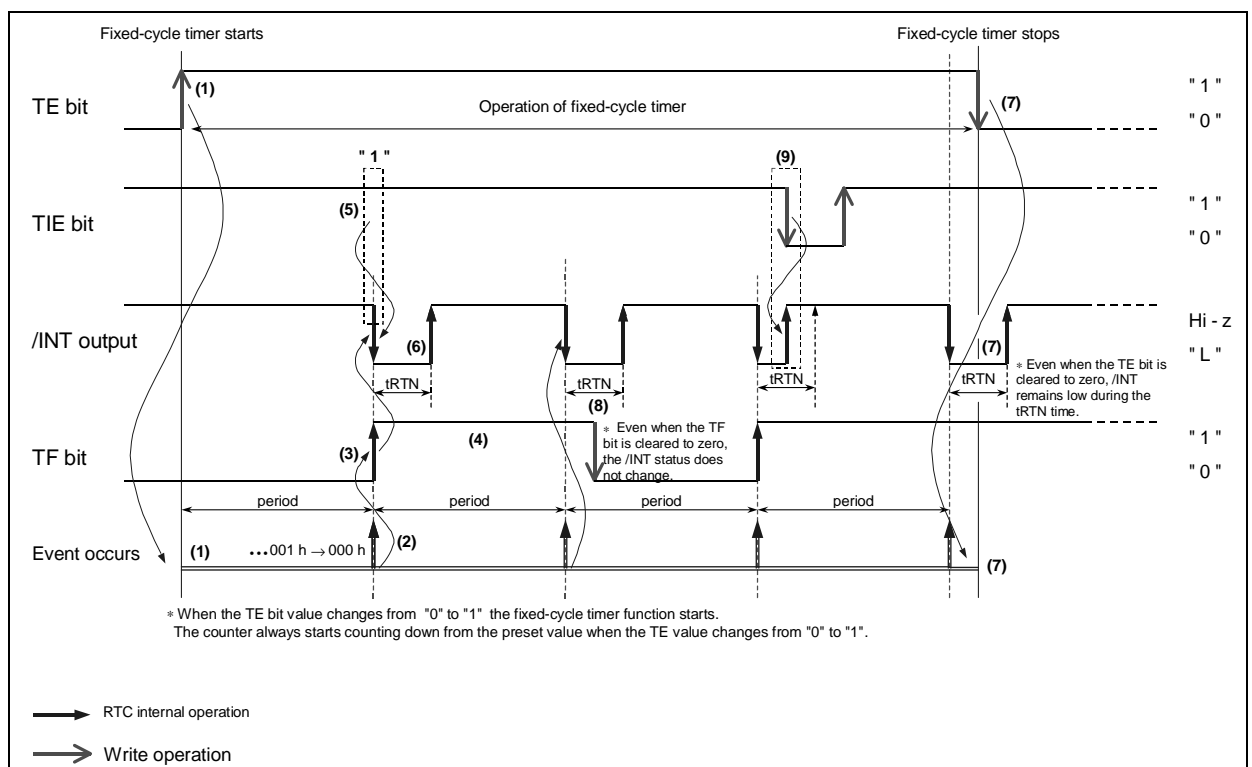 Fixed-cycle timer starts
Fixed-cycle timer stops
TE bit
(1)
Operation of fixed-cycle timer
(7)
" 1 "
" 0 "
" 1 "
(9)
TIE bit
(5)
" 1 "
" 0 "
/INT output
(6)
(7)
Hi - z
" L "
tRTN
tRTN
tRTN
tRTN
* Even when the TE bit is
cleared to zero, /INT
remains low during the
tRTN time.
(8)
TF bit
(3)
(4)
* Even when the TF
bit is cleared to zero,
the /INT status does
not change.
" 1 "
" 0 "
period
period
period
period
Event occurs
(1)
•••001 h → 000 h
(2)
(7)
* When the TE bit value changes from "0" to "1" the fixed-cycle timer function starts.
The counter always starts counting down from the preset value when the TE value changes from "0" to "1".
RTC internal operation
Write operation